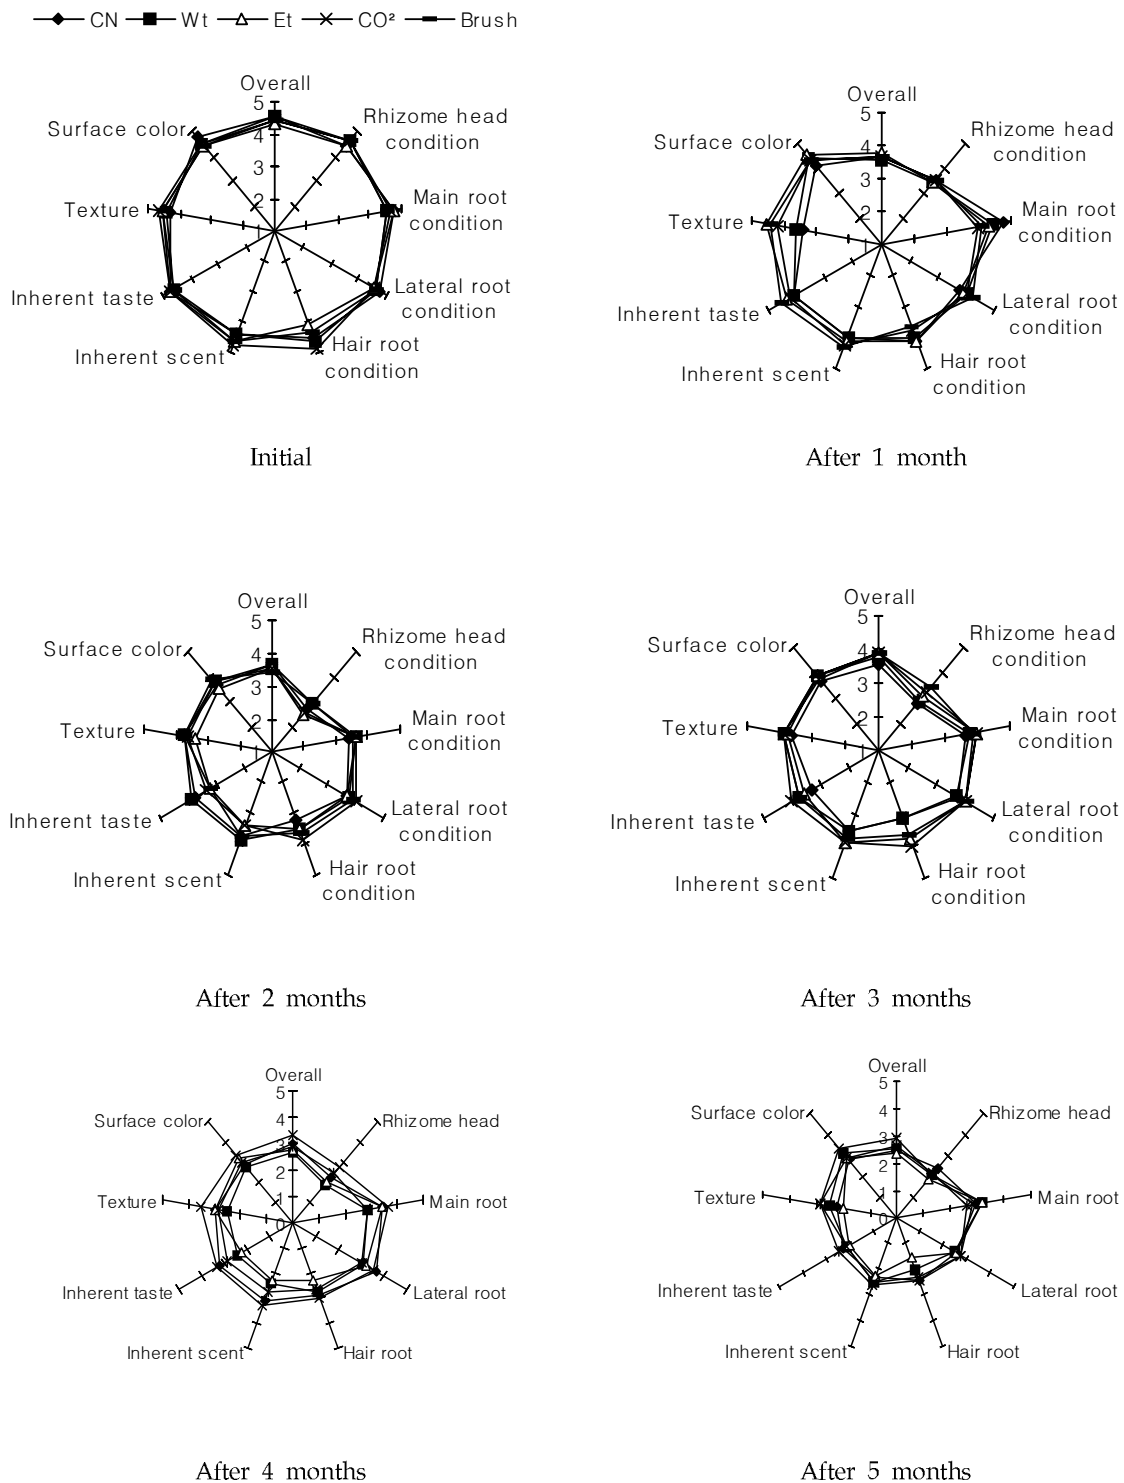 CN Wt Et CO² Brush
Overall
5
4
3
2
1
Rhizome head
condition
Main root
condition
Lateral root
condition
Hair root
condition
Inherent scent
Inherent taste
Texture
Surface color
Initial
Overall
5
4
3
2
1
Rhizome head
condition
Main root
condition
Lateral root
condition
Hair root
condition
Inherent scent
Inherent taste
Texture
Surface color
After 1 month
Overall
5
4
3
2
1
Rhizome head
condition
Main root
condition
Lateral root
condition
Hair root
condition
Inherent scent
Inherent taste
Texture
Surface color
After 2 months
Overall
5
4
3
2
1
Rhizome head
condition
Main root
condition
Lateral root
condition
Hair root
condition
Inherent scent
Inherent taste
Texture
Surface color
After 3 months
Overall
5
4
3
2
1
0
Rhizome head
Main root
Lateral root
Hair root
Inherent scent
Inherent taste
Texture
Surface color
After 4 months
Overall
5
4
3
2
1
0
Rhizome head
Main root
Lateral root
Hair root
Inherent scent
Inherent taste
Texture
Surface color
After 5 months